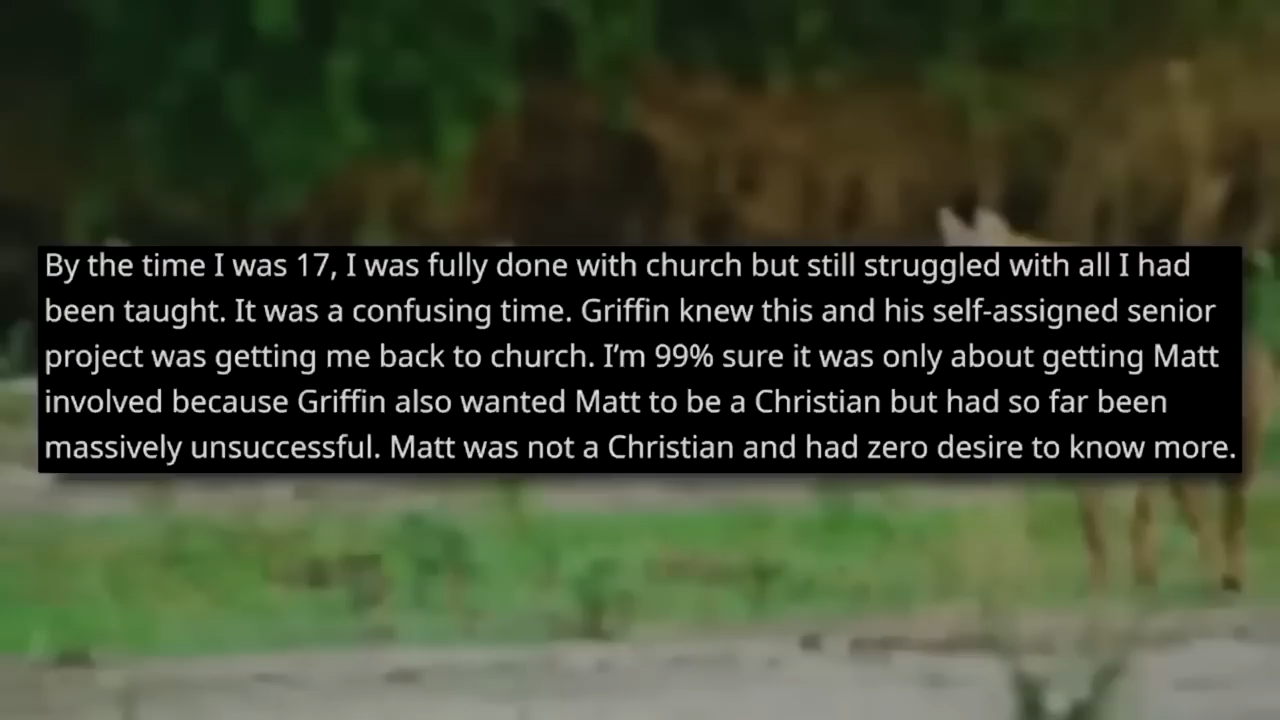 By the time I was 17, I was fully done with church but still struggled with all I had
been taught. It was a confusing time. Griffin knew this and his self-assigned senior
project was getting me back to church. I’m 99% sure it was only about getting Matt
involved because Griffin also wanted Matt to be a Christian but had so far been
massively unsuccessful. Matt was not a Christian and had zero desire to know more.